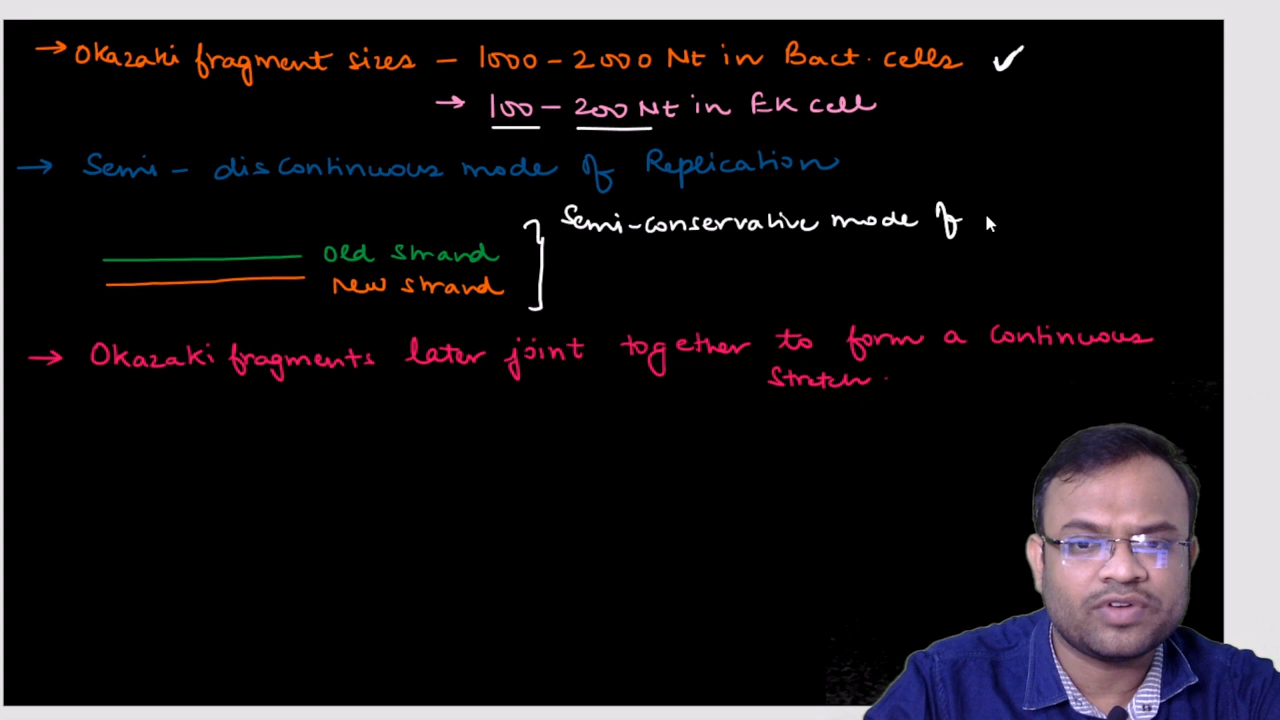 → Okazaki fragment sizes – 1000 – 2000 Nt in Bact. cells ✓
→ 100 – 200 Nt in EK cell
→ Semi – discontinuous mode of Replication
Semi-conservative mode of
Old strand
New strand
→ Okazaki fragments later joint together to form a continuous
stretch.